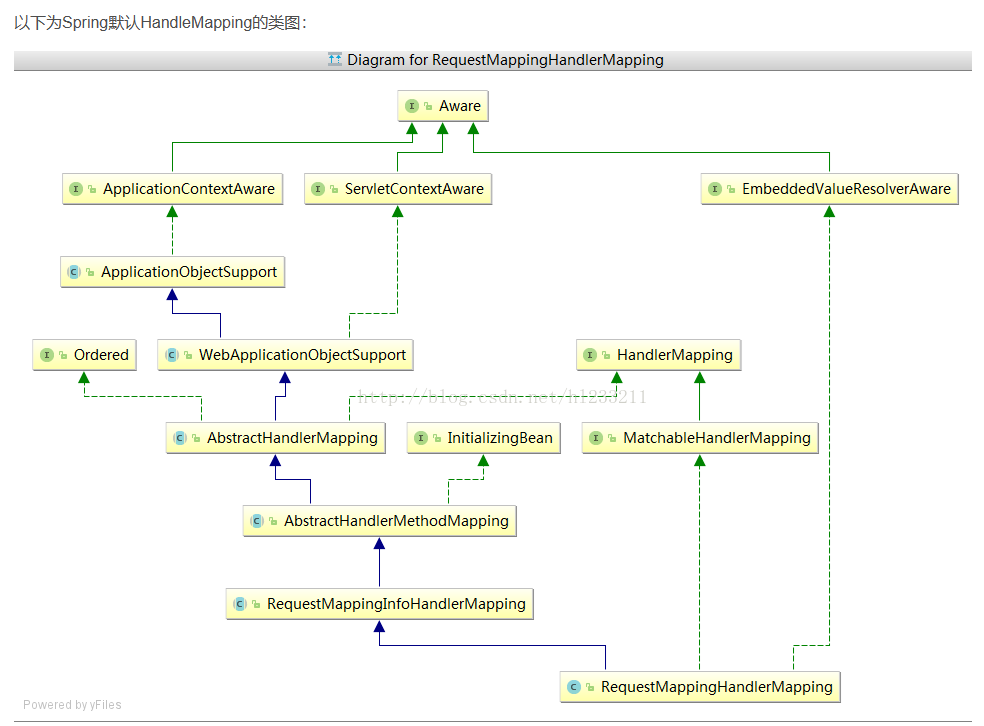 以下为Spring默认HandleMapping的类图：
Diagram for RequestMappingHandlerMapping
Aware
ApplicationContextAware
ServletContextAware
EmbeddedValueResolverAware
ApplicationObjectSupport
Ordered
WebApplicationObjectSupport
HandlerMapping
http://blog.csdn.net/h1233211
AbstractHandlerMapping
InitializingBean
MatchableHandlerMapping
AbstractHandlerMethodMapping
RequestMappingInfoHandlerMapping
RequestMappingHandlerMapping
Powered by yFiles